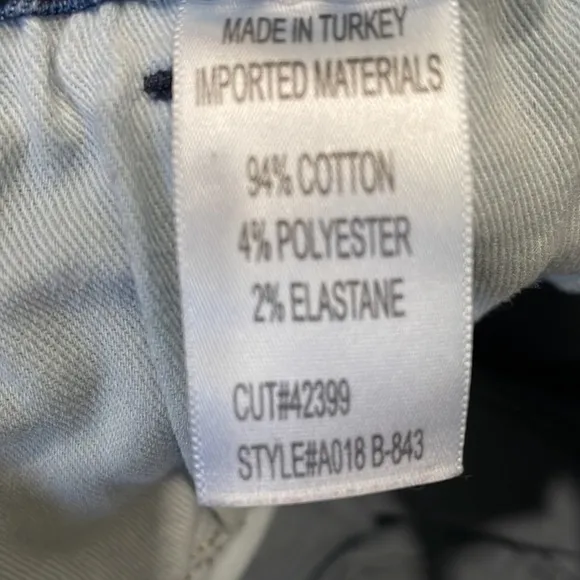 MADE IN TURKEY
IMPORTED MATERIALS
94% COTTON
4% POLYESTER
2% ELASTANE
CUT#42399
STYLE#A018 B-843